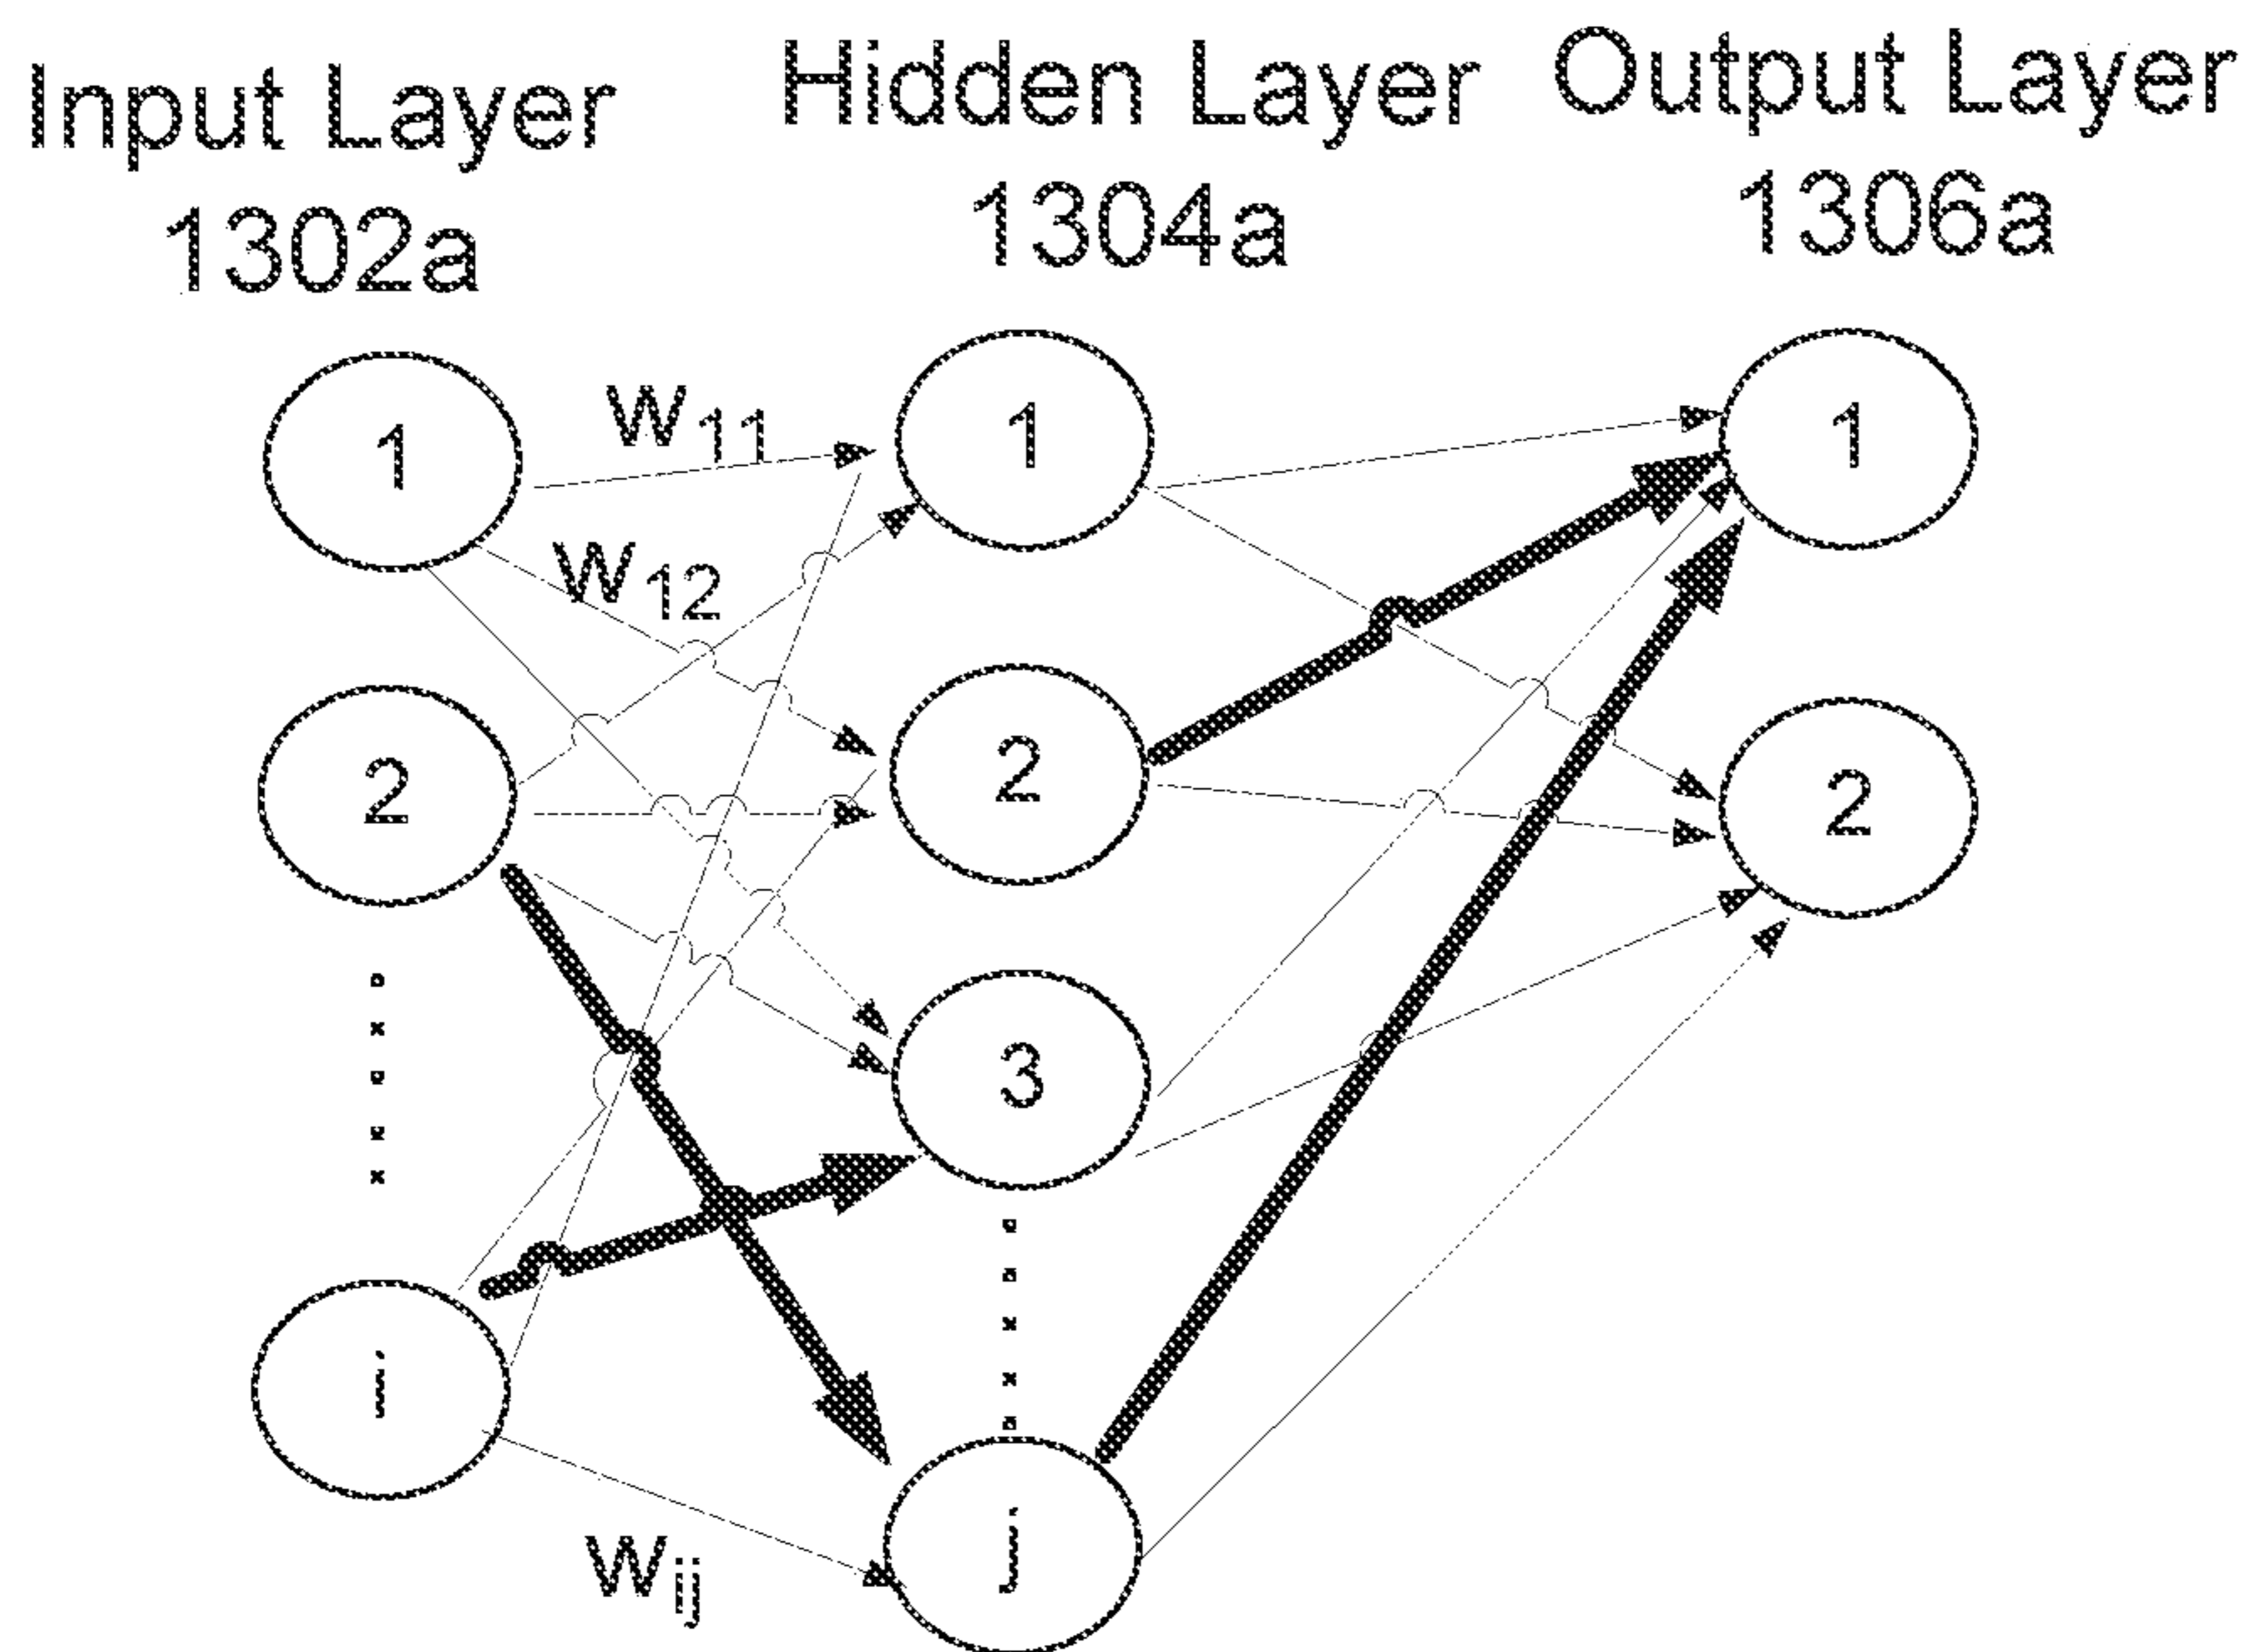 Input Layer
1302a
Hidden Layer
1304a
Output Layer
1306a
1
w11
1
1
w12
2
2
2
3
i
wij
j